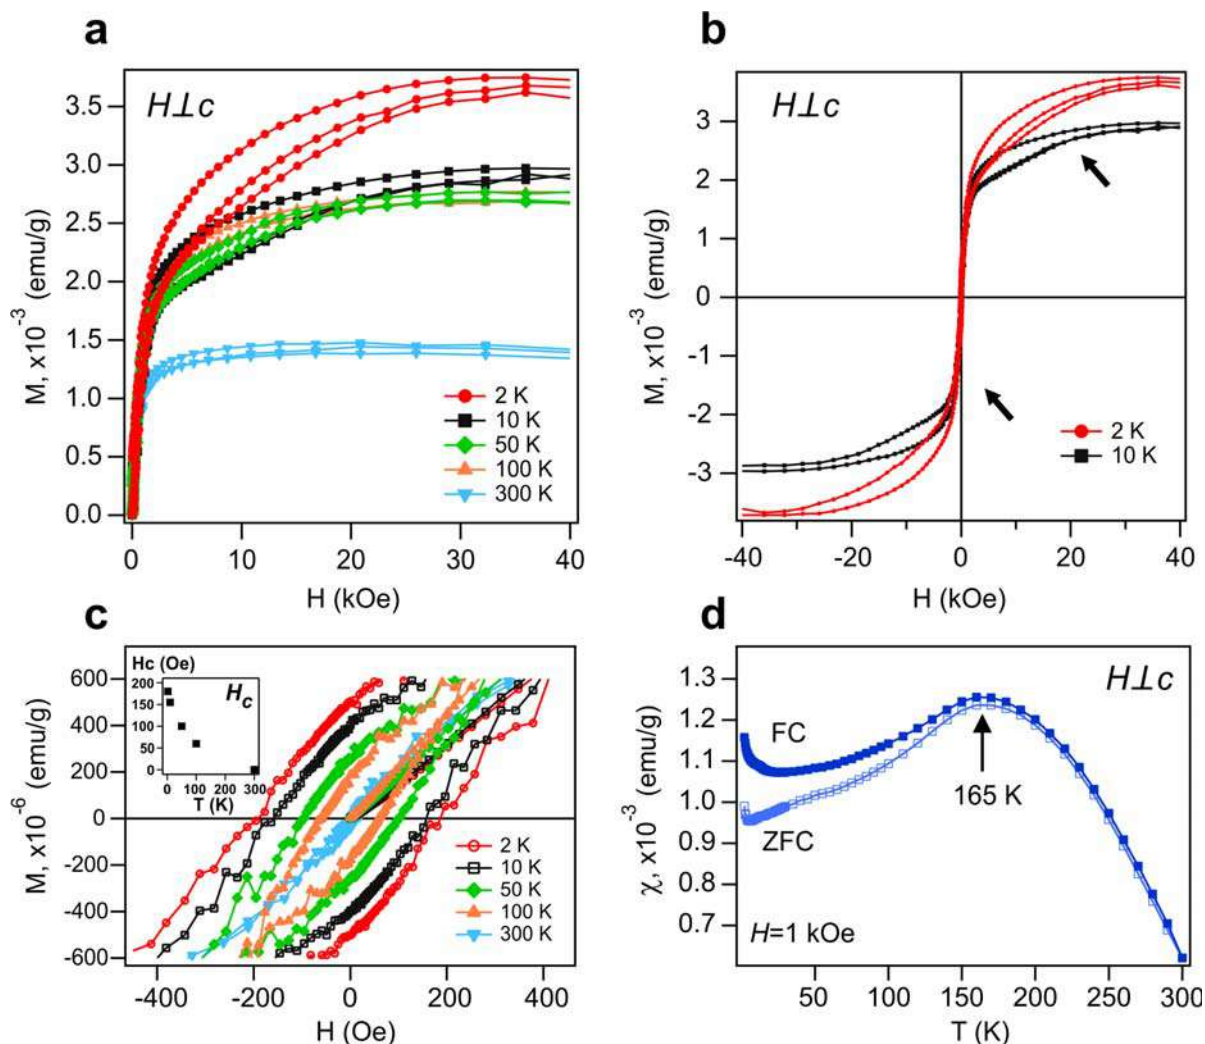 a
H⊥c
M, x10⁻³ (emu/g)
3.5
3.0
2.5
2.0
1.5
1.0
0.5
0.0
2 K
10 K
50 K
100 K
300 K
0 10 20 30 40
H (kOe)
b
H⊥c
M, x10⁻³ (emu/g)
3
2
1
0
-1
-2
-3
2 K
10 K
-40 -20 0 20 40
H (kOe)
c
M, x10⁻⁶ (emu/g)
600
400
200
0
-200
-400
-600
Hc (Oe)
200
150
100
50
0
H_C
0 100 300
T (K)
2 K
10 K
50 K
100 K
300 K
-400 -200 0 200 400
H (Oe)
d
H⊥c
χ, x10⁻³ (emu/g)
1.3
1.2
1.1
1.0
0.9
0.8
0.7
FC
ZFC
165 K
H=1 kOe
50 100 150 200 250 300
T (K)